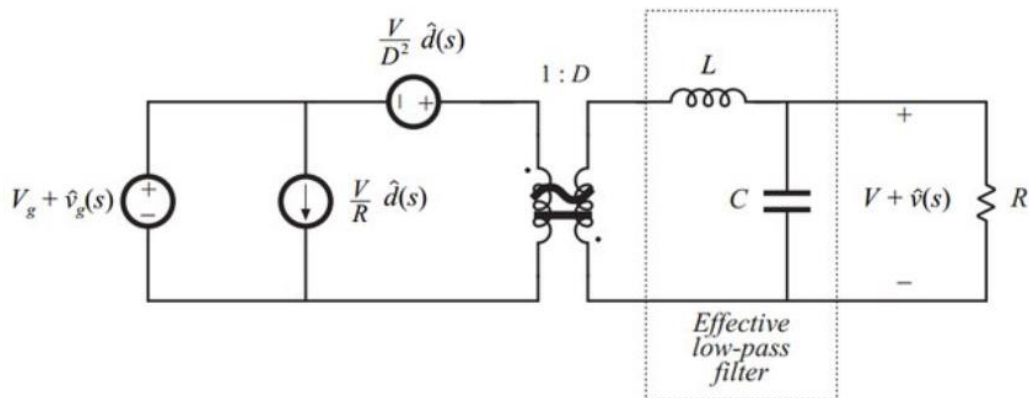 V/D² d̂(s)
1 : D
L
V_g + v̂_g(s)
+
−
V/R d̂(s)
− +
C
+
V + v̂(s)
−
R
Effective
low-pass
filter